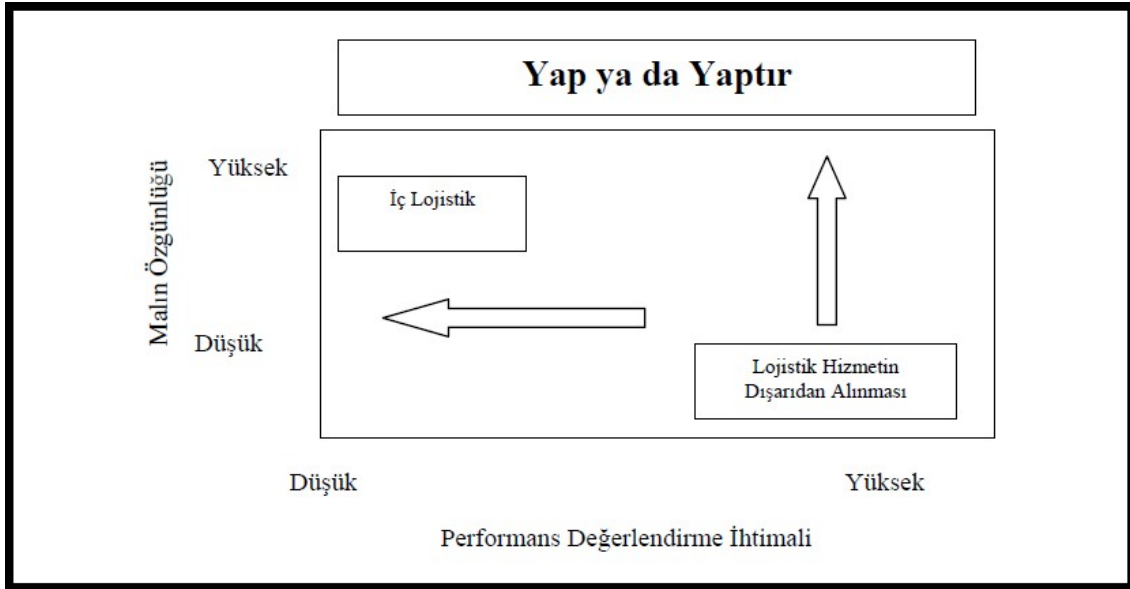 Yap ya da Yaptır
Malın Özgünlüğü
Yüksek
İç Lojistik
Düşük
Lojistik Hizmetin
Dışarıdan Alınması
Düşük
Yüksek
Performans Değerlendirme İhtimali